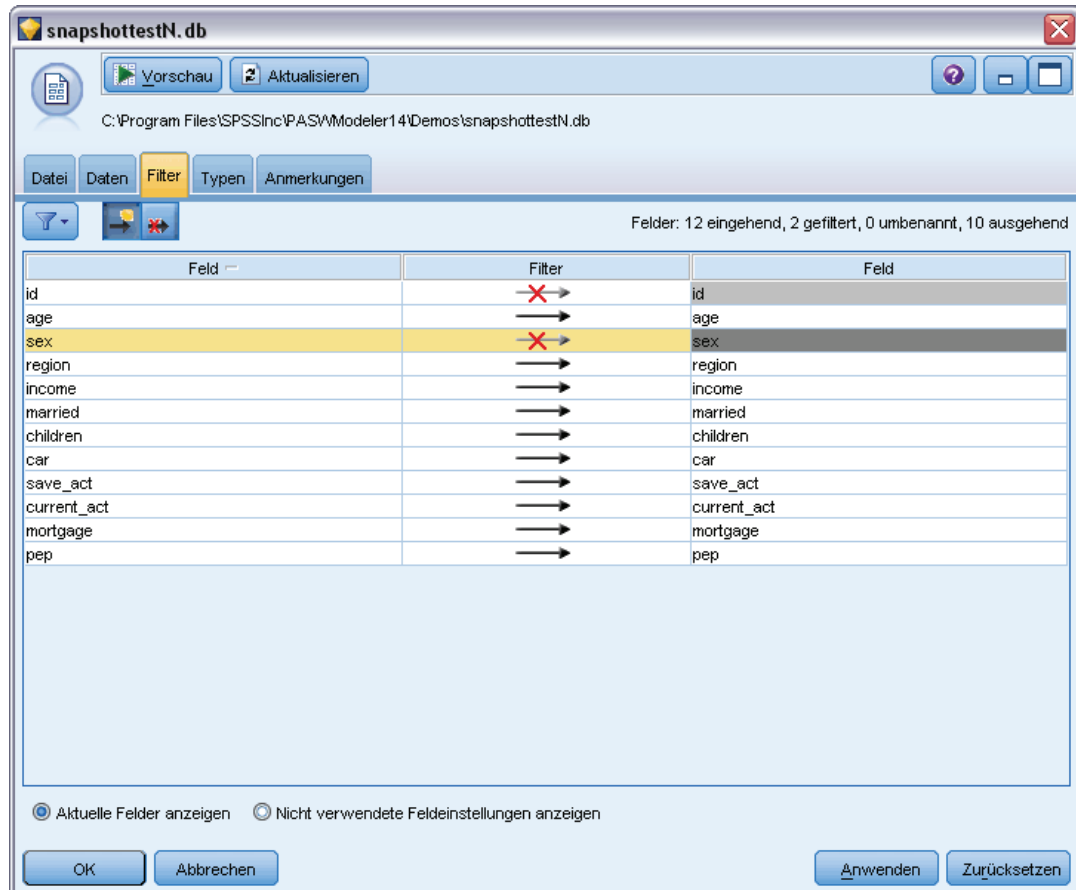 snapshottestN.db
Vorschau Aktualisieren
C:\Program Files\SPSSInc\PASWModeler14\Demos\snapshottestN.db
Datei Daten Filter Typen Anmerkungen
Felder: 12 eingehend, 2 gefiltert, 0 umbenannt, 10 ausgehend
Feld Filter Feld
id id
age age
sex sex
region region
income income
married married
children children
car car
save_act save_act
current_act current_act
mortgage mortgage
pep pep
Aktuelle Felder anzeigen Nicht verwendete Feldeinstellungen anzeigen
OK Abbrechen Anwenden Zurücksetzen